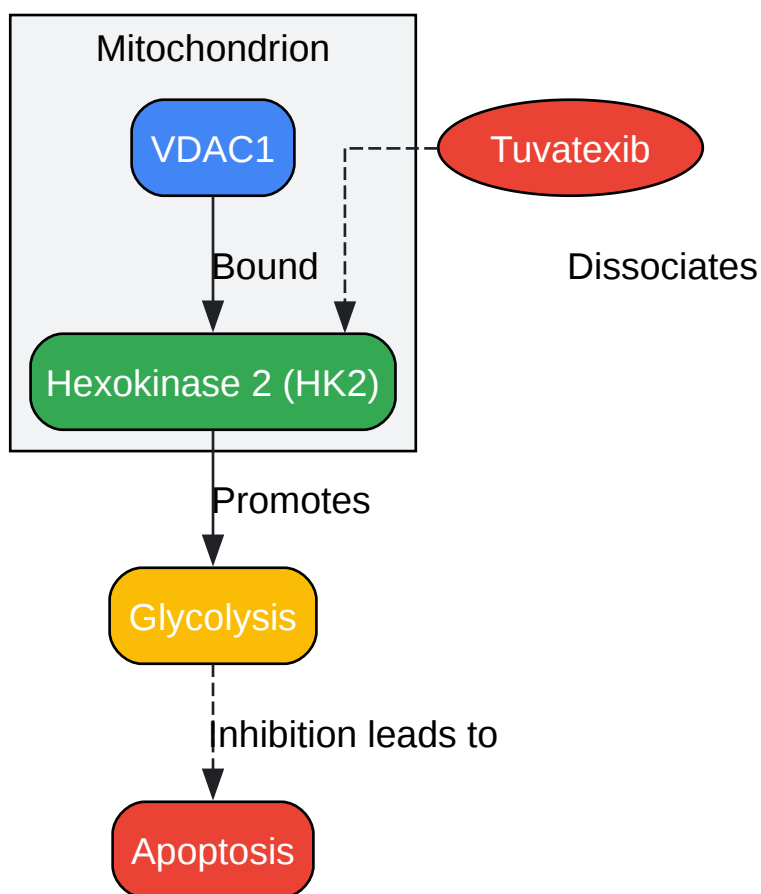 Mitochondrion
VDAC1
Tuvatexib
Bound
Dissociates
Hexokinase 2 (HK2)
Promotes
Glycolysis
Inhibition leads to
Apoptosis